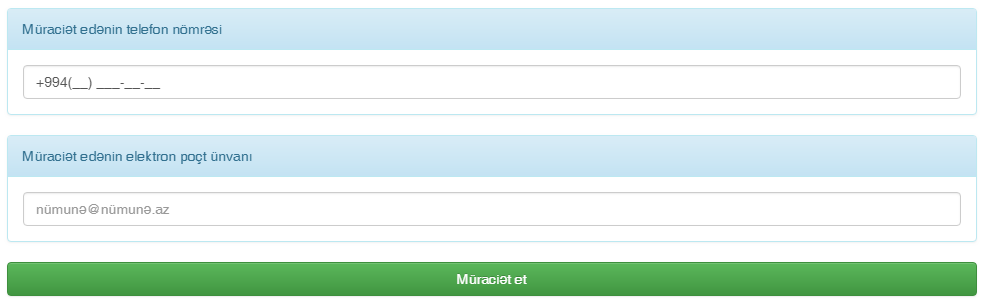 Müraciət edənin telefon nömrəsi
+994(__) ___-__-__
Müraciət edənin elektron poçt ünvanı
nümunə@nümunə.az
Müraciət et